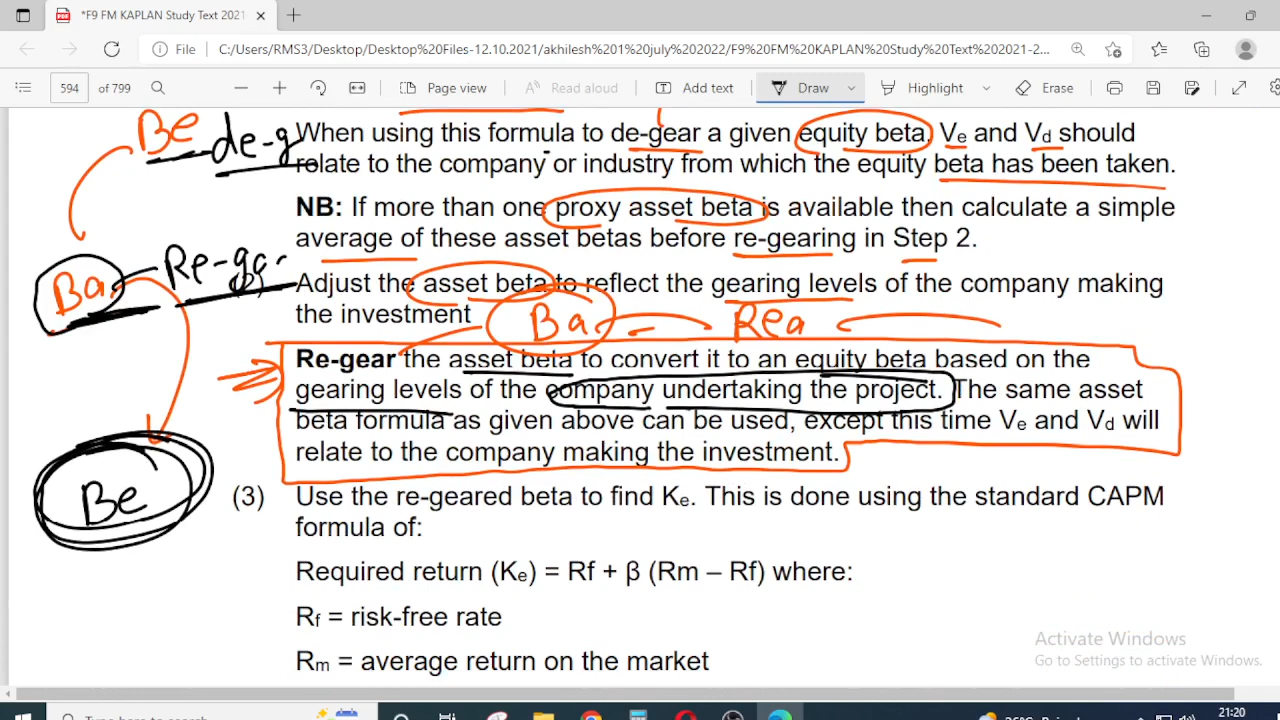 *F9 FM KAPLAN Study Text 2021
File
C:/Users/RMS3/Desktop/Desktop%20Files-12.10.2021/akhilesh%201%20july%202022/F9%20FM%20KAPLAN%20Study%20Text%202021-2...
594 of 799
Page view
Read aloud
Add text
Draw
Highlight
Erase
Be
de-g
When using this formula to de-gear a given equity beta, Ve and Vd should
relate to the company or industry from which the equity beta has been taken.
NB: If more than one proxy asset beta is available then calculate a simple
average of these asset betas before re-gearing in Step 2.
Ba
Re-gea
Adjust the asset beta to reflect the gearing levels of the company making
the investment
Ba
Rea
Re-gear the asset beta to convert it to an equity beta based on the
gearing levels of the company undertaking the project. The same asset
beta formula as given above can be used, except this time Ve and Vd will
relate to the company making the investment.
Be
(3) Use the re-geared beta to find Ke. This is done using the standard CAPM
formula of:
Required return (Ke) = Rf + β (Rm – Rf) where:
Rf = risk-free rate
Rm = average return on the market
Activate Windows
Go to Settings to activate Windows.
Type here to search
21:20